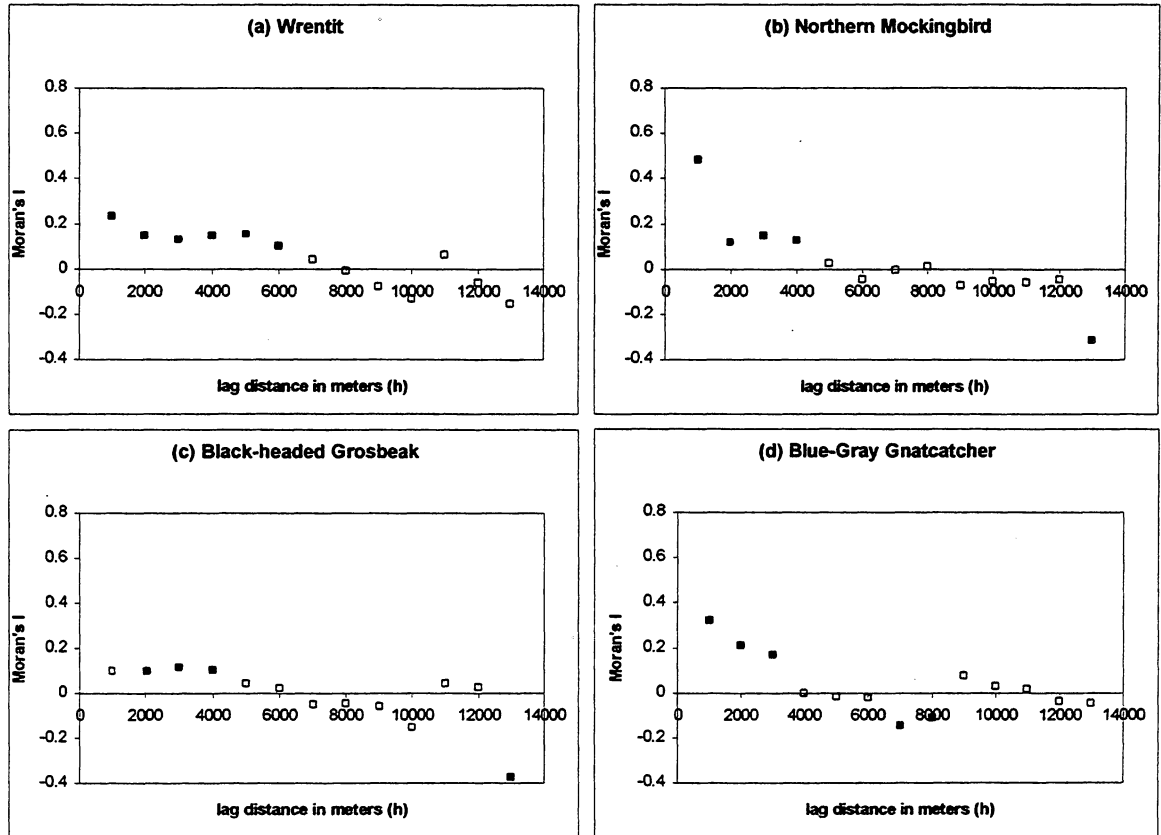 (a) Wrentit
0.8
0.6
0.4
0.2
0
-0.2
-0.4
Moran's I
0 2000 4000 6000 8000 10000 12000 14000
lag distance in meters (h)
(b) Northern Mockingbird
0.8
0.6
0.4
0.2
0
-0.2
-0.4
Moran's I
0 2000 4000 6000 8000 10000 12000 14000
lag distance in meters (h)
(c) Black-headed Grosbeak
0.8
0.6
0.4
0.2
0
-0.2
-0.4
Moran's I
0 2000 4000 6000 8000 10000 12000 14000
lag distance in meters (h)
(d) Blue-Gray Gnatcatcher
0.8
0.6
0.4
0.2
0
-0.2
-0.4
Moran's I
0 2000 4000 6000 8000 10000 12000 14000
lag distance in meters (h)